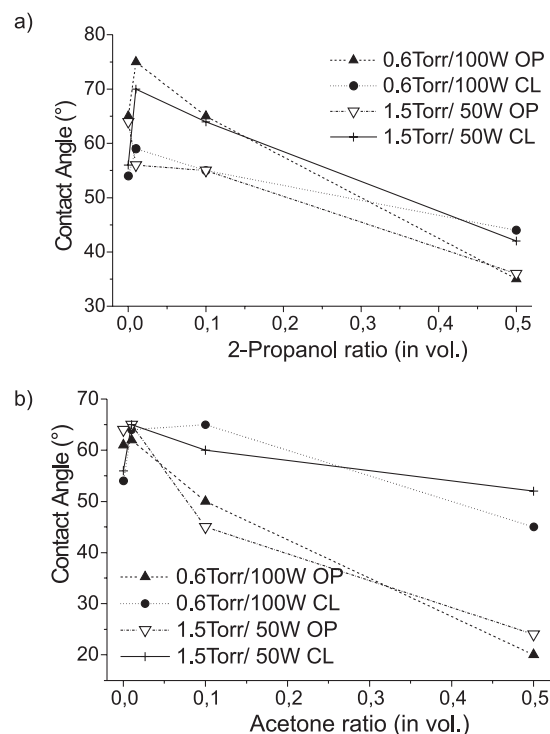 a)
80
70
60
50
40
30
Contact Angle (°)
0.6Torr/100W OP
0.6Torr/100W CL
1.5Torr/ 50W OP
1.5Torr/ 50W CL
0,0 0,1 0,2 0,3 0,4 0,5
2-Propanol ratio (in vol.)
b)
70
60
50
40
30
20
Contact Angle (°)
0.6Torr/100W OP
0.6Torr/100W CL
1.5Torr/ 50W OP
1.5Torr/ 50W CL
0,0 0,1 0,2 0,3 0,4 0,5
Acetone ratio (in vol.)